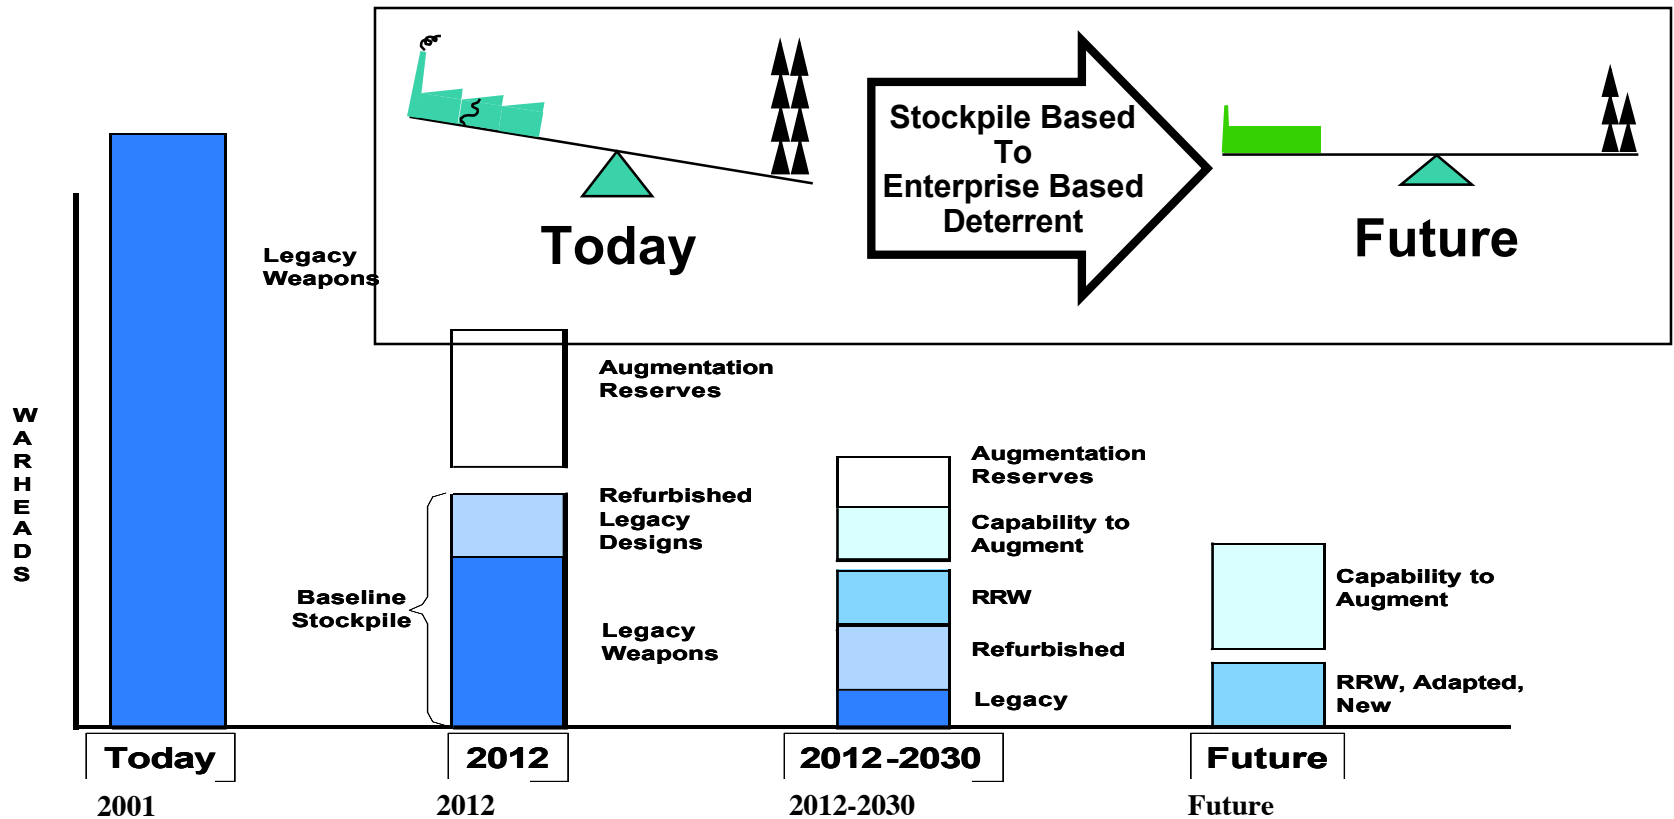 Stockpile Based
To
Enterprise Based
Deterrent
Today
Future
Legacy
Weapons
WARHEADS
Augmentation
Reserves
Refurbished
Legacy
Designs
Baseline
Stockpile
Legacy
Weapons
Augmentation
Reserves
Capability to
Augment
RRW
Refurbished
Legacy
Capability to
Augment
RRW, Adapted,
New
Today
2012
2012-2030
Future
2001
2012
2012-2030
Future